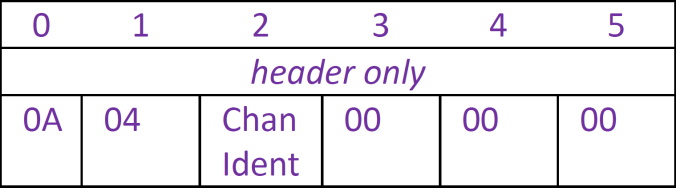 0 1 2 3 4 5
header only
0A 04 Chan Ident 00 00 00